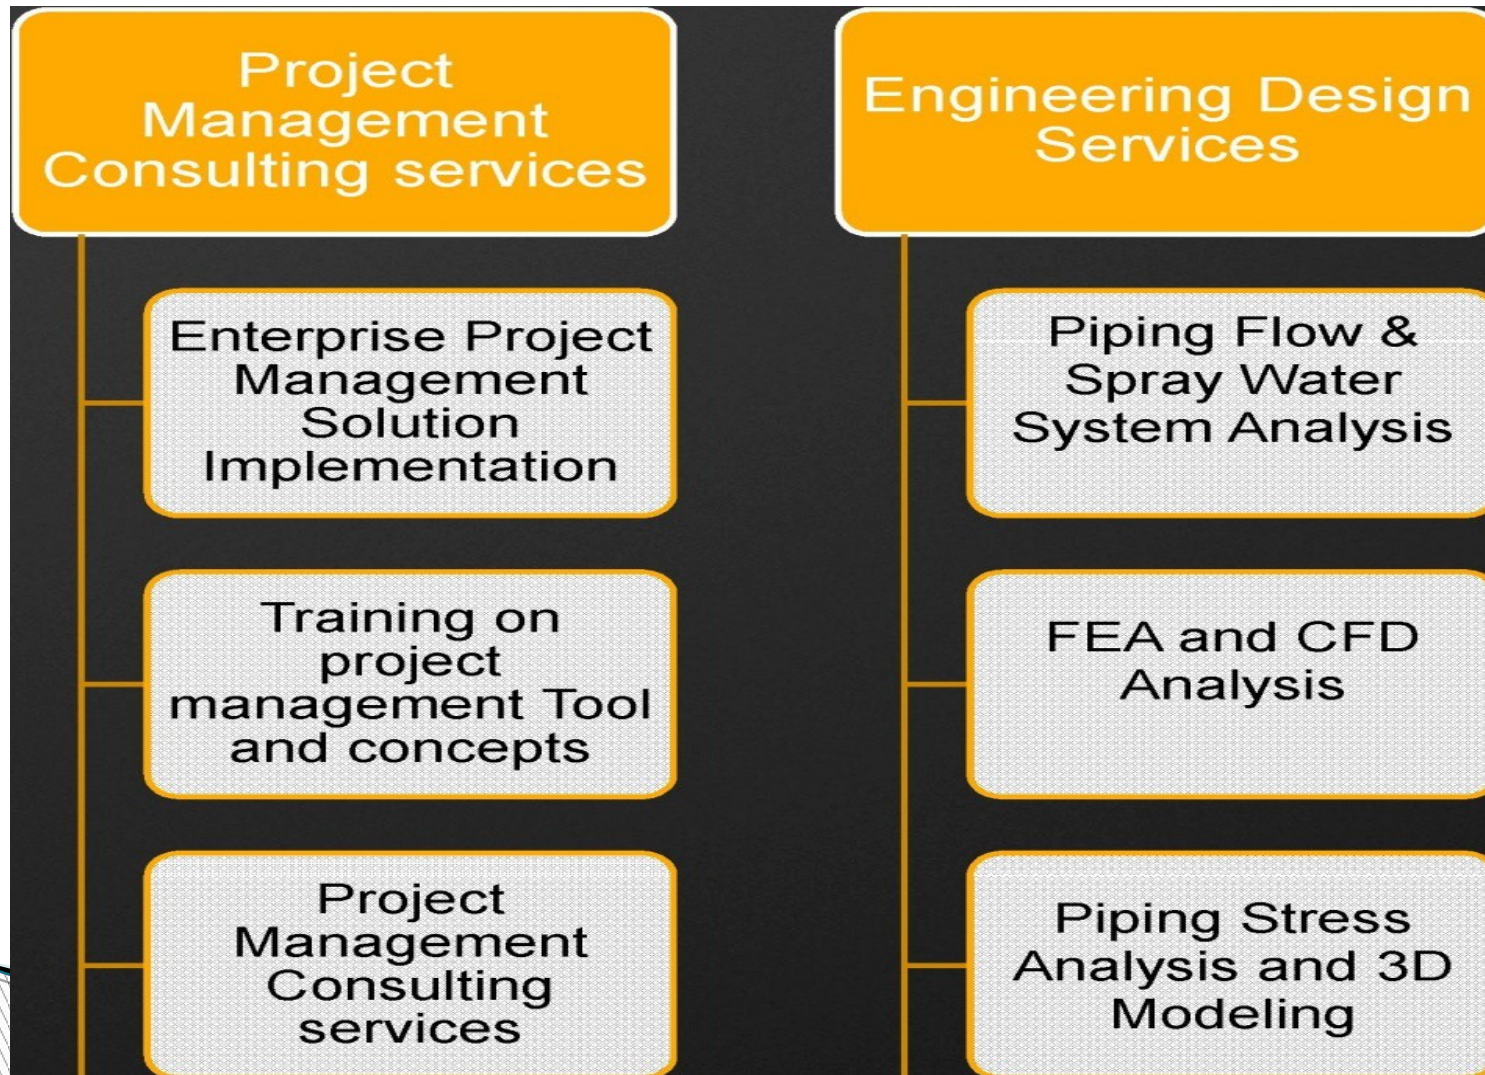 Project
Management
Consulting services
Enterprise Project
Management
Solution
Implementation
Training on
project
management Tool
and concepts
Project
Management
Consulting
services
Engineering Design
Services
Piping Flow &
Spray Water
System Analysis
FEA and CFD
Analysis
Piping Stress
Analysis and 3D
Modeling